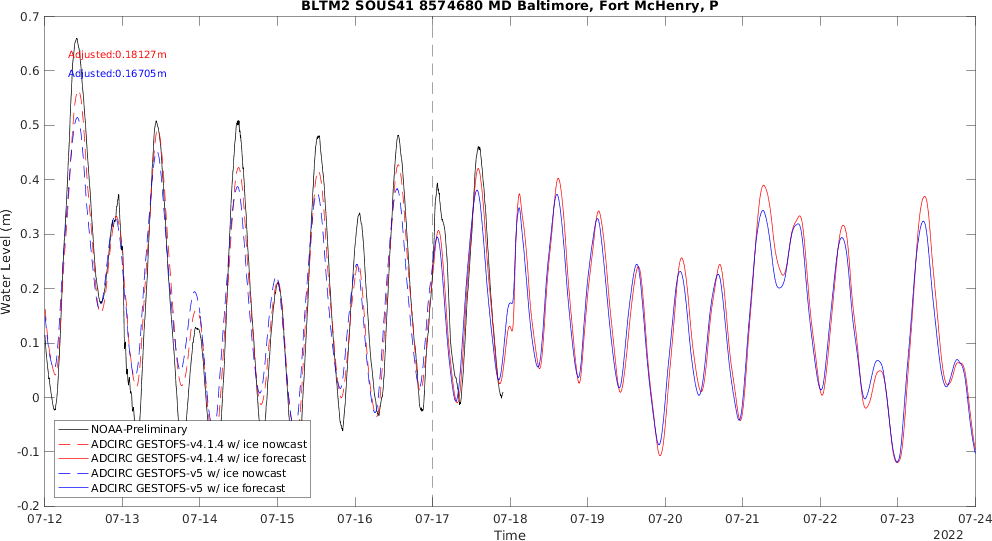 BLTM2 SOUS41 8574680 MD Baltimore, Fort McHenry, P
0.7
0.6
0.5
0.4
0.3
0.2
0.1
0
-0.1
-0.2
Water Level (m)
Adjusted:0.18127m
Adjusted:0.16705m
NOAA-Preliminary
ADCIRC GESTOFS-v4.1.4 w/ ice nowcast
ADCIRC GESTOFS-v4.1.4 w/ ice forecast
ADCIRC GESTOFS-v5 w/ ice nowcast
ADCIRC GESTOFS-v5 w/ ice forecast
07-12 07-13 07-14 07-15 07-16 07-17 07-18 07-19 07-20 07-21 07-22 07-23 07-24
Time
2022